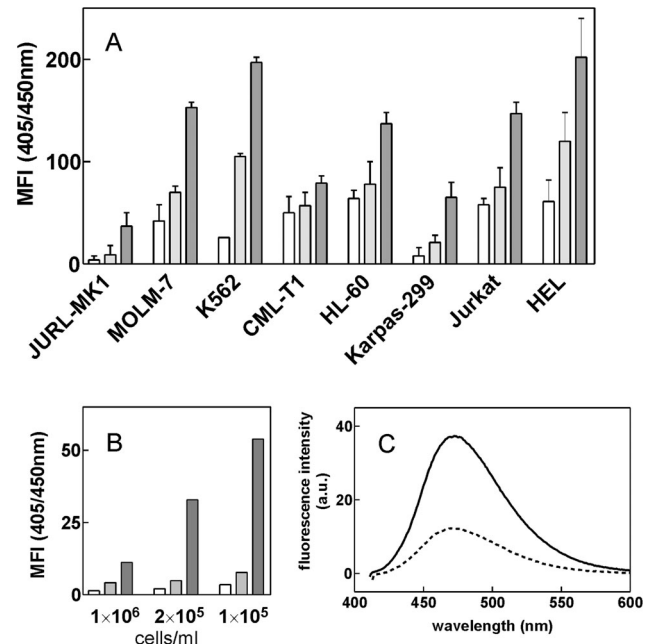 A
MFI (405/450nm)
200
100
0
JURL-MK1
MOLM-7
K562
CML-T1
HL-60
Karpas-299
Jurkat
HEL
B
MFI (405/450nm)
50
25
0
1×10⁶ 2×10⁵ 1×10⁵
cells/ml
C
fluorescence intensity
(a.u.)
40
20
0
400 450 500 550 600
wavelength (nm)